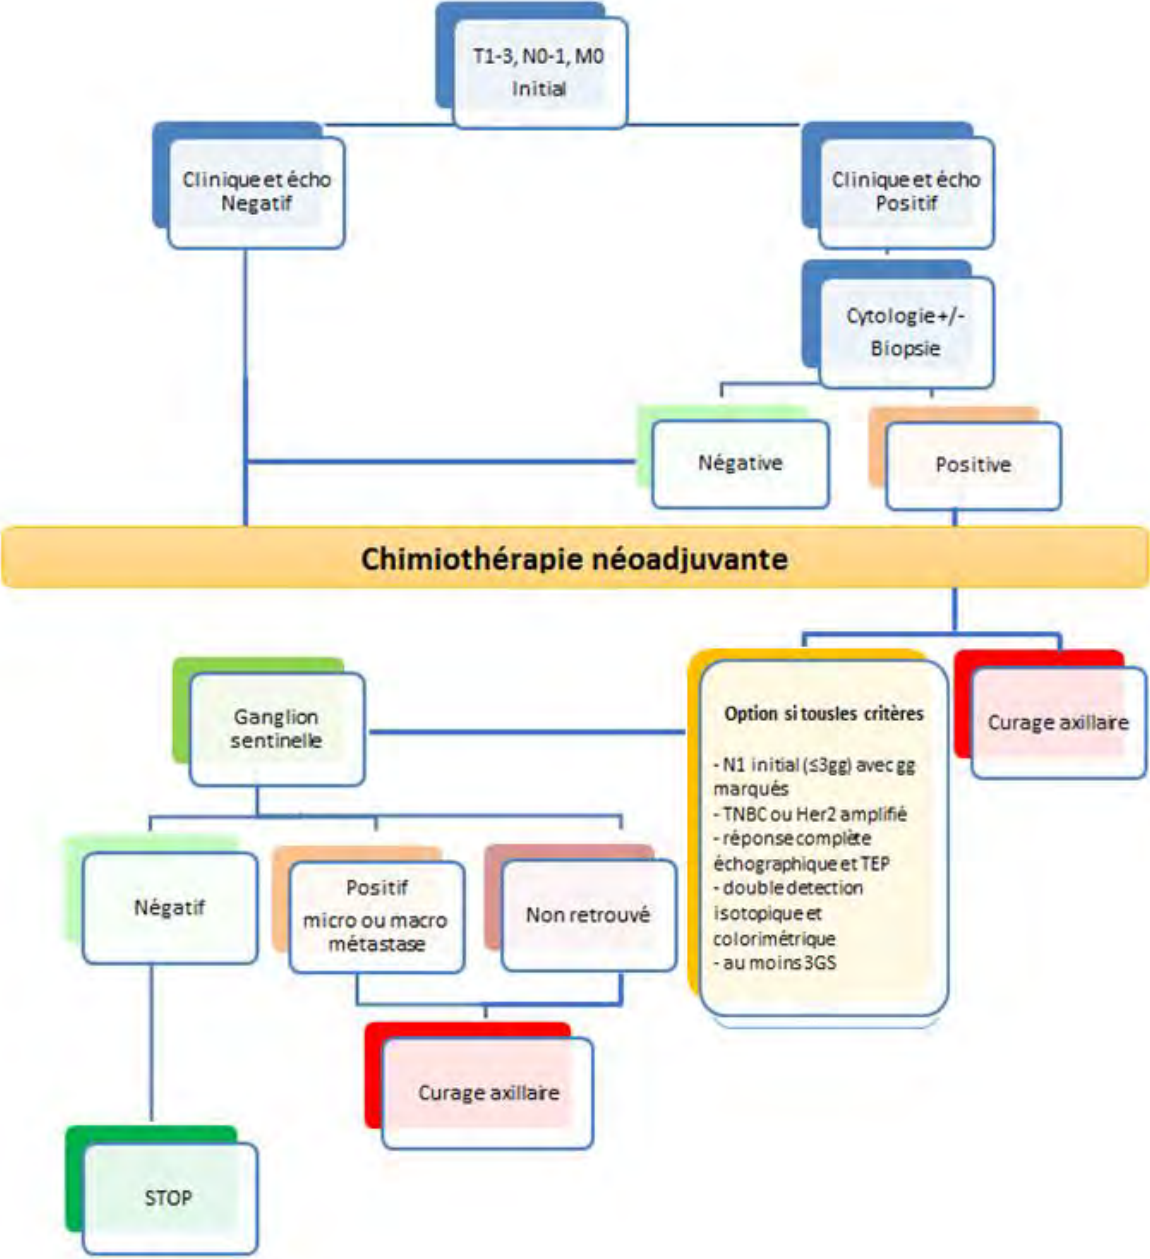 T1-3, N0-1, M0
Initial
Clinique et écho
Negatif
Clinique et écho
Positif
Cytologie +/-
Biopsie
Négative
Positive
Chimiothérapie néoadjuvante
Ganglion
sentinelle
Option si tousles critères
- N1 initial (≤3gg) avec gg
marqués
- TNBC ou Her2 amplifié
- réponse complète
échographique et TEP
- double detection
isotopique et
colorimétrique
- au moins 3GS
Curage axillaire
Négatif
Positif
micro ou macro
métastase
Non retrouvé
Curage axillaire
STOP